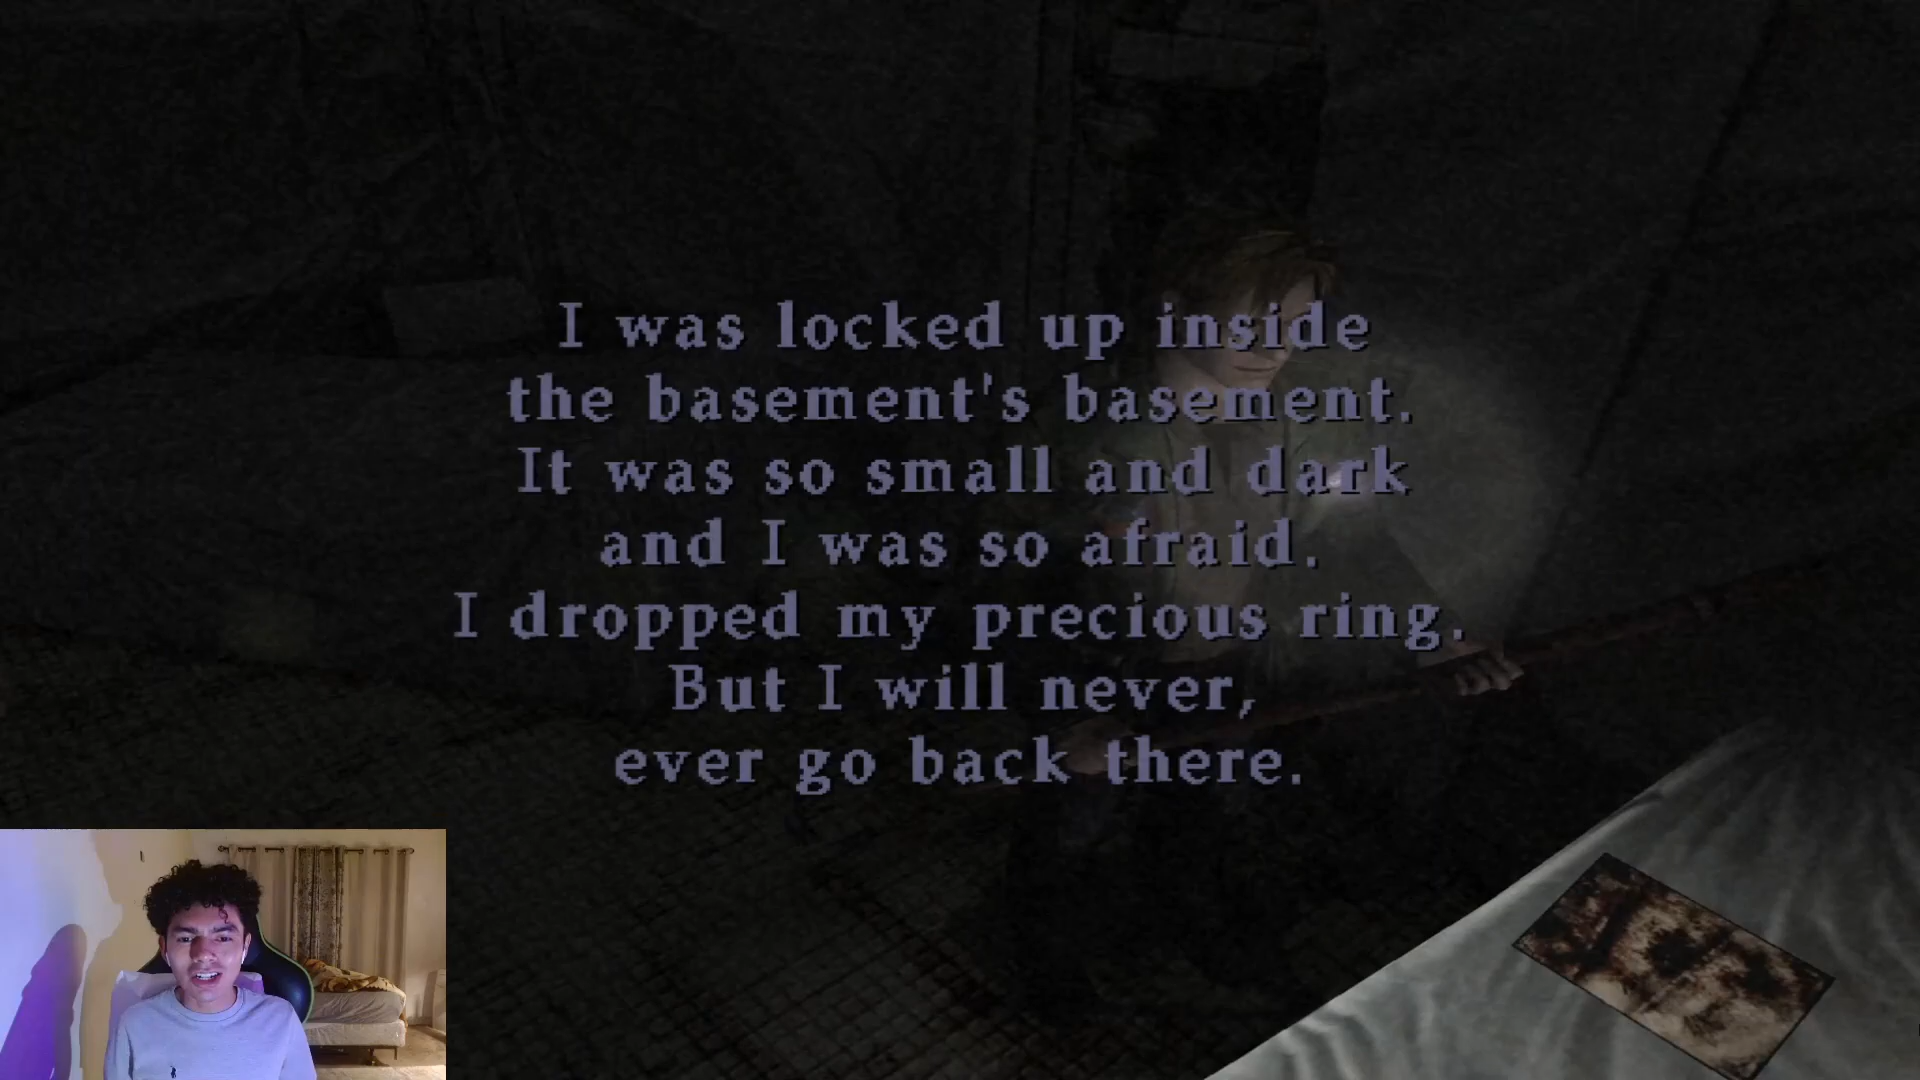 I was locked up inside
the basement's basement.
It was so small and dark
and I was so afraid.
I dropped my precious ring.
But I will never,
ever go back there.